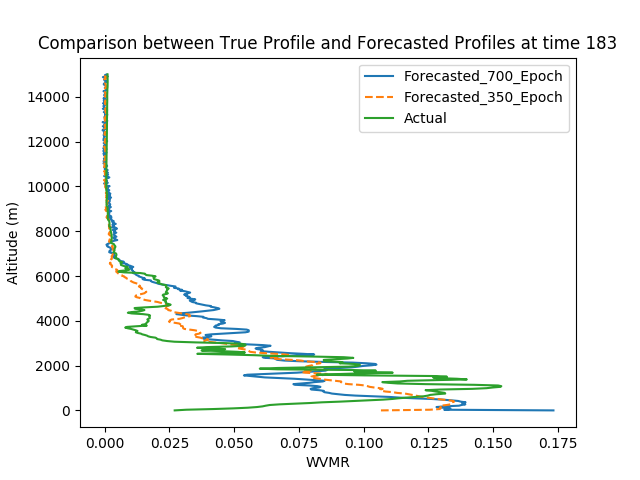 Comparison between True Profile and Forecasted Profiles at time 183
Forecasted_700_Epoch
Forecasted_350_Epoch
Actual
Altitude (m)
14000
12000
10000
8000
6000
4000
2000
0
0.000 0.025 0.050 0.075 0.100 0.125 0.150 0.175
WVMR